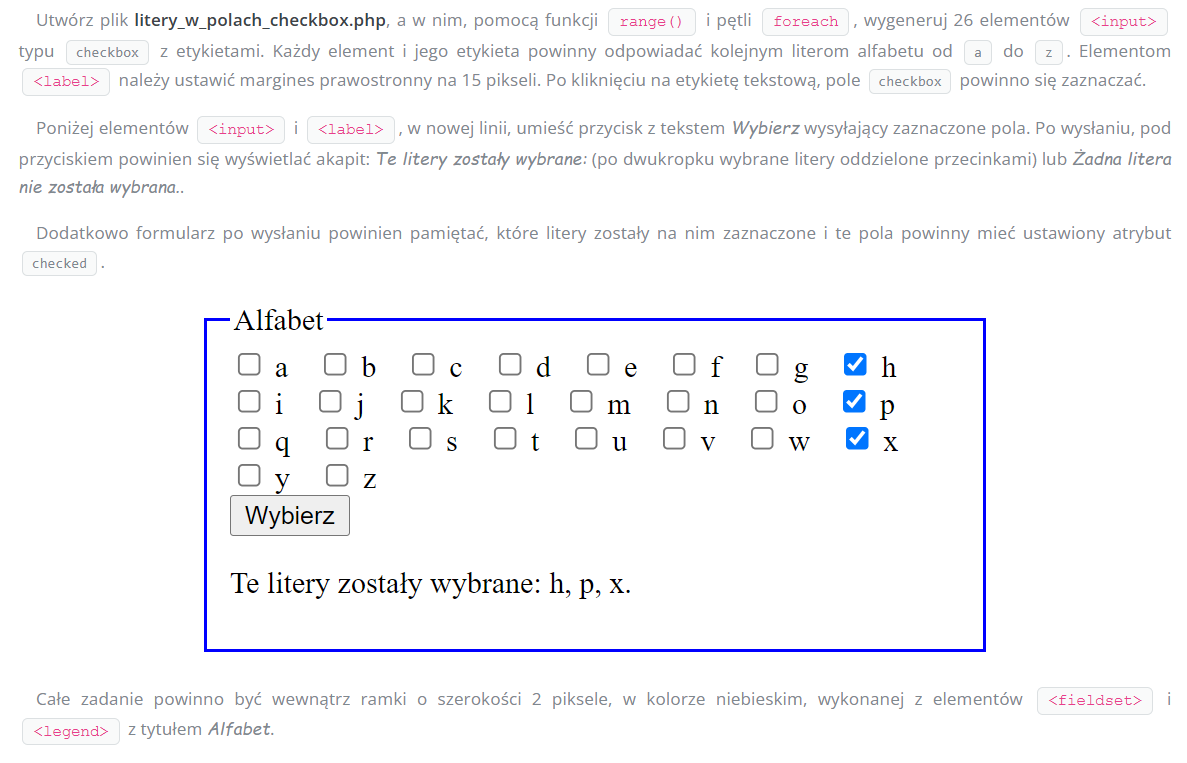 Utwórz plik litery_w_polach_checkbox.php, a w nim, pomocą funkcji range() i pętli foreach, wygeneruj 26 elementów <input>
typu checkbox z etykietami. Każdy element i jego etykieta powinny odpowiadać kolejnym literom alfabetu od a do z. Elementom
<label> należy ustawić margines prawostronny na 15 pikseli. Po kliknięciu na etykietę tekstową, pole checkbox powinno się zaznaczać.
Poniżej elementów <input> i <label>, w nowej linii, umieść przycisk z tekstem Wybierz wysyłający zaznaczone pola. Po wysłaniu, pod
przyciskiem powinien się wyświetlać akapit: Te litery zostały wybrane: (po dwukropku wybrane litery oddzielone przecinkami) lub Żadna litera
nie została wybrana..
Dodatkowo formularz po wysłaniu powinien pamiętać, które litery zostały na nim zaznaczone i te pola powinny mieć ustawiony atrybut
checked.
Alfabet
a b c d e f g h
i j k l m n o p
q r s t u v w x
y z
Wybierz
Te litery zostały wybrane: h, p, x.
Całe zadanie powinno być wewnątrz ramki o szerokości 2 piksele, w kolorze niebieskim, wykonanej z elementów <fieldset> i
<legend> z tytułem Alfabet.